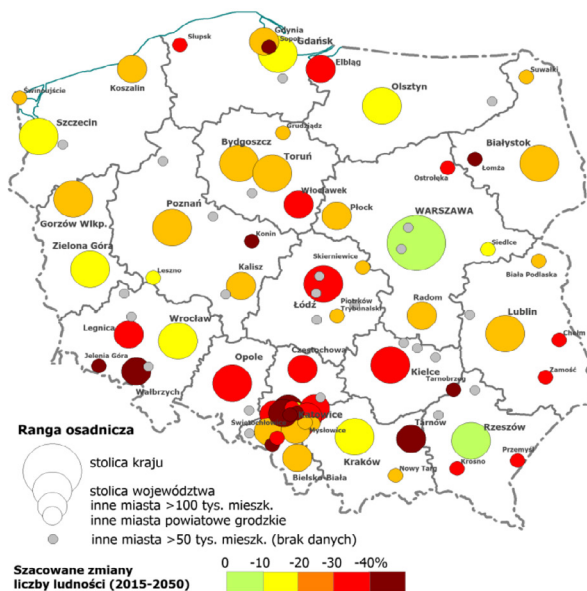 Słupsk
Gdynia
Sopot
Gdańsk
Elbląg
Suwałki
Koszalin
Olsztyn
Świnoujście
Szczecin
Grudziądz
Bydgoszcz
Toruń
Białystok
Ostrołęka
Łomża
Włocławek
Płock
WARSZAWA
Poznań
Gorzów Wlkp.
Konin
Siedlce
Zielona Góra
Leszno
Kalisz
Skierniewice
Biała Podlaska
Łódź
Piotrków
Trybunalski
Radom
Lublin
Legnica
Wrocław
Chełm
Jelenia Góra
Wałbrzych
Opole
Częstochowa
Kielce
Zamość
Tarnobrzeg
Katowice
Mysłowice
Kraków
Tarnów
Rzeszów
Bielsko-Biała
Nowy Targ
Krosno
Przemyśl
Ranga osadnicza
stolica kraju
stolica województwa
inne miasta >100 tys. mieszk.
inne miasta powiatowe grodzkie
inne miasta >50 tys. mieszk. (brak danych)
Szacowane zmiany
liczby ludności (2015-2050)
0 -10 -20 -30 -40%